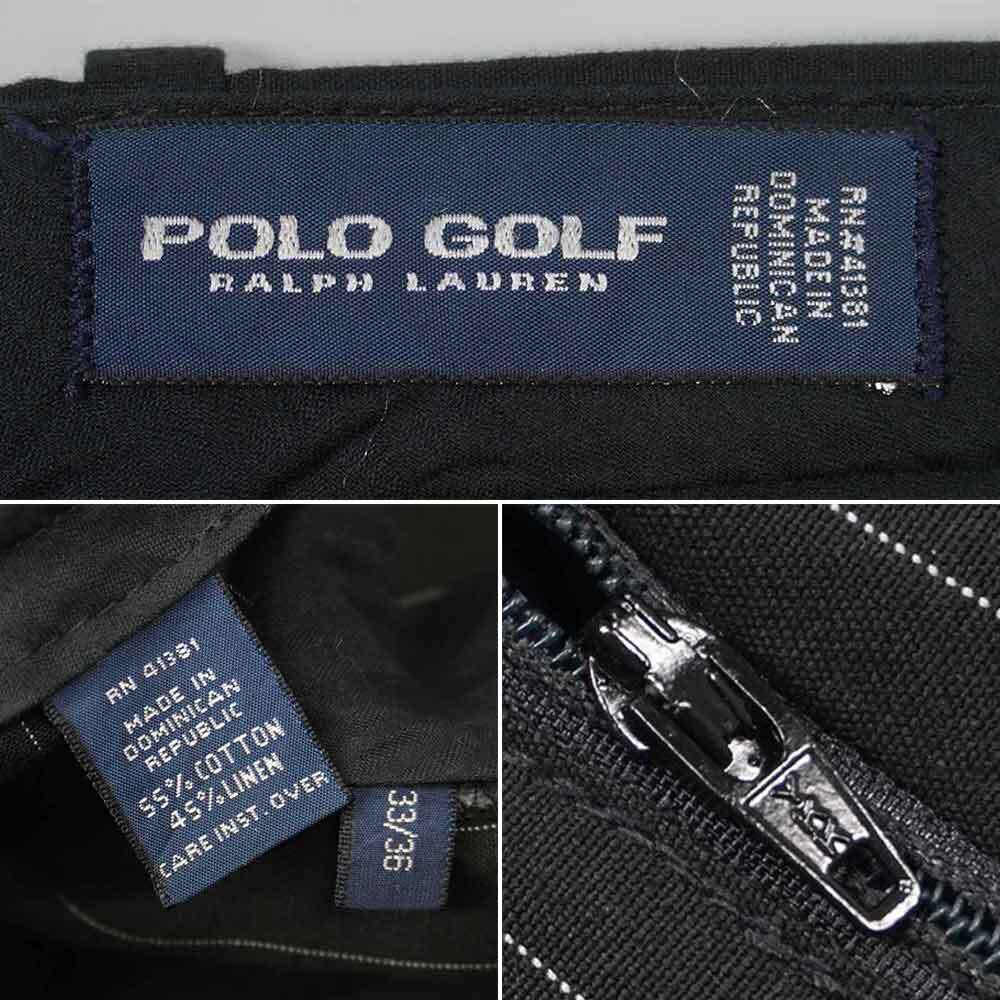 POLO GOLF
RALPH LAUREN
RN#41381
MADE IN
DOMINICAN
REPUBLIC
RN 41381
MADE IN
DOMINICAN
REPUBLIC
55% COTTON
45% LINEN
CARE INST. OVER
33/36
YKK